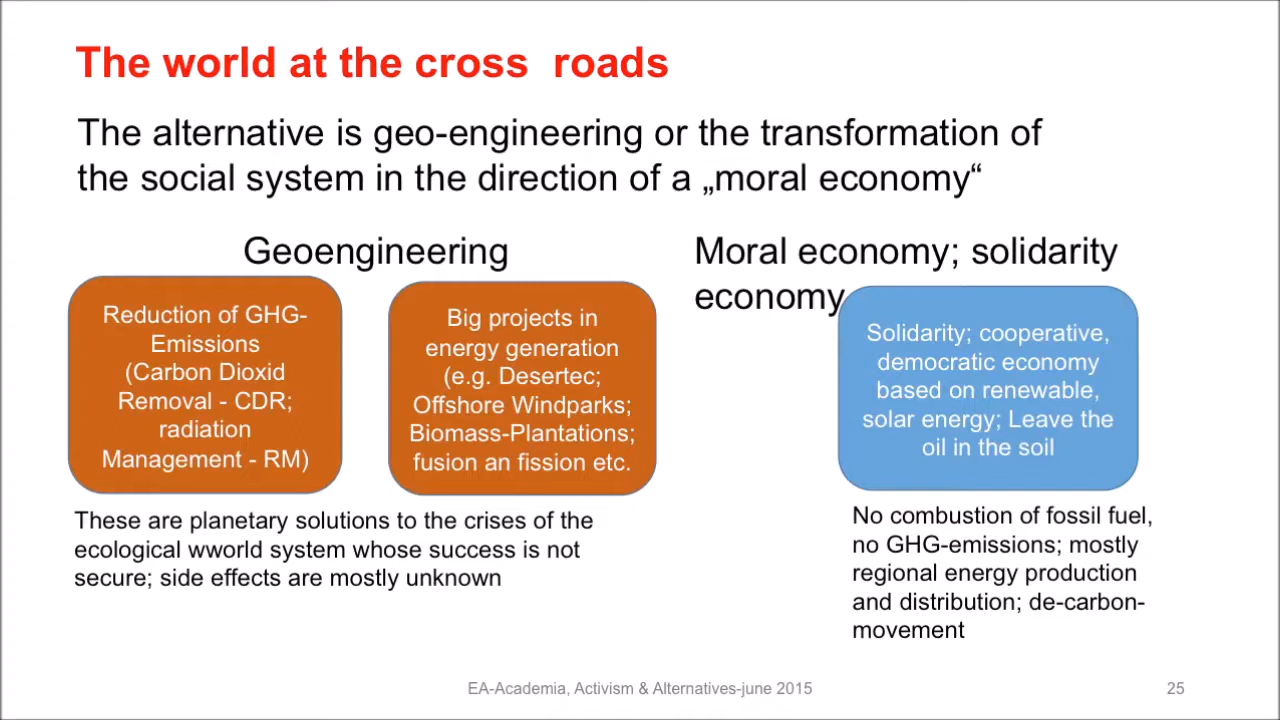 The world at the cross  roads
The alternative is geo-engineering or the transformation of
the social system in the direction of a „moral economy“
Geoengineering
Reduction of GHG-
Emissions
(Carbon Dioxid
Removal - CDR;
radiation
Management - RM)
Big projects in
energy generation
(e.g. Desertec;
Offshore Windparks;
Biomass-Plantations;
fusion an fission etc.
These are planetary solutions to the crises of the
ecological wworld system whose success is not
secure; side effects are mostly unknown
Moral economy; solidarity
economy
Solidarity; cooperative,
democratic economy
based on renewable,
solar energy; Leave the
oil in the soil
No combustion of fossil fuel,
no GHG-emissions; mostly
regional energy production
and distribution; de-carbon-
movement
EA-Academia, Activism & Alternatives-june 2015
25